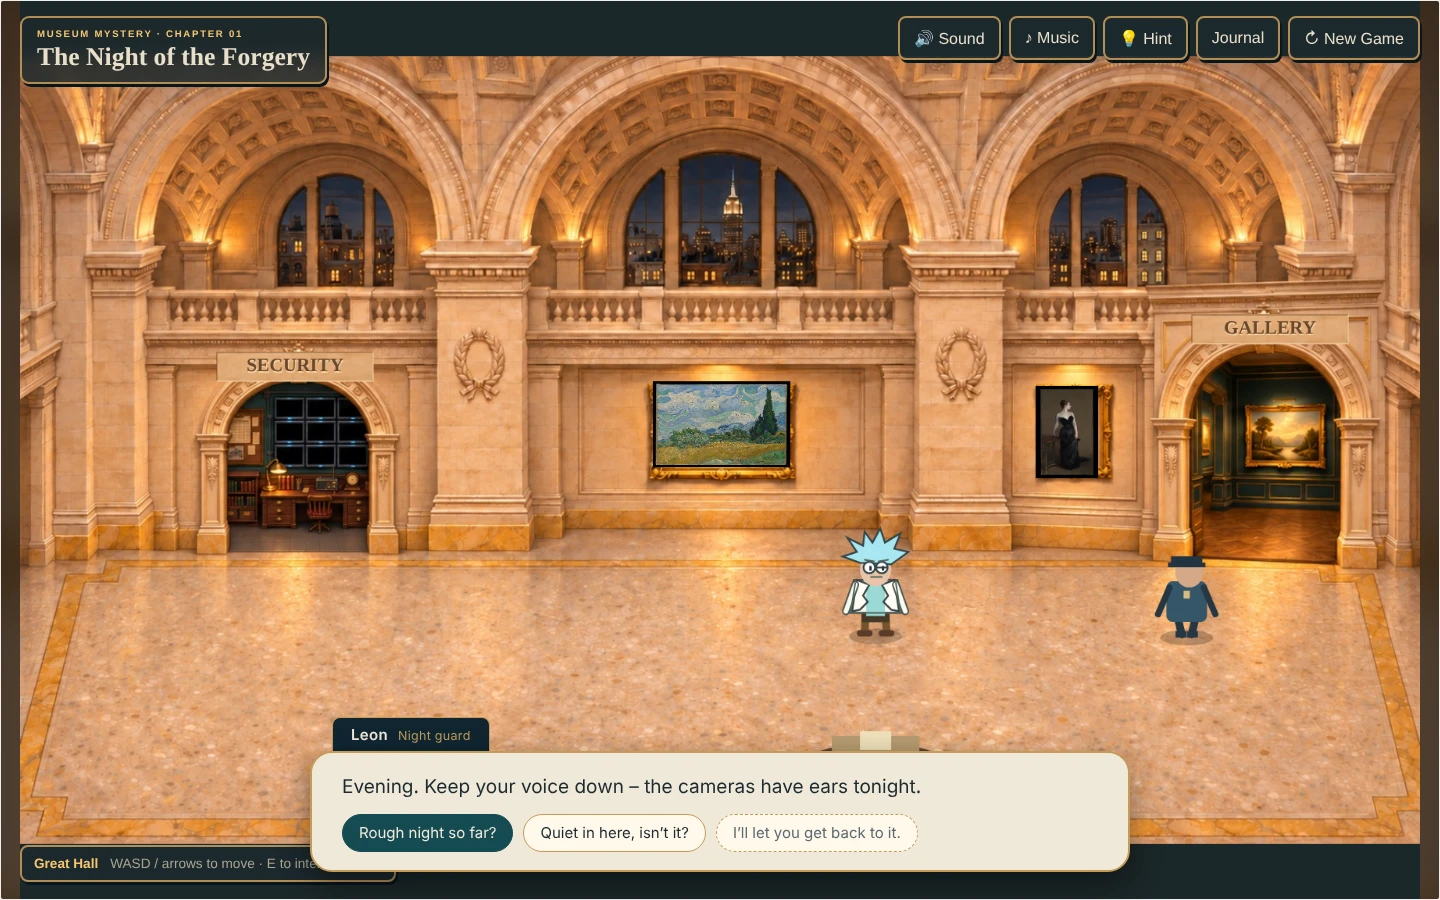 MUSEUM MYSTERY · CHAPTER 01
The Night of the Forgery
🔊 Sound
♪ Music
💡 Hint
Journal
↻ New Game
SECURITY
GALLERY
Leon Night guard
Evening. Keep your voice down – the cameras have ears tonight.
Rough night so far?
Quiet in here, isn’t it?
I’ll let you get back to it.
Great Hall WASD / arrows to move · E to